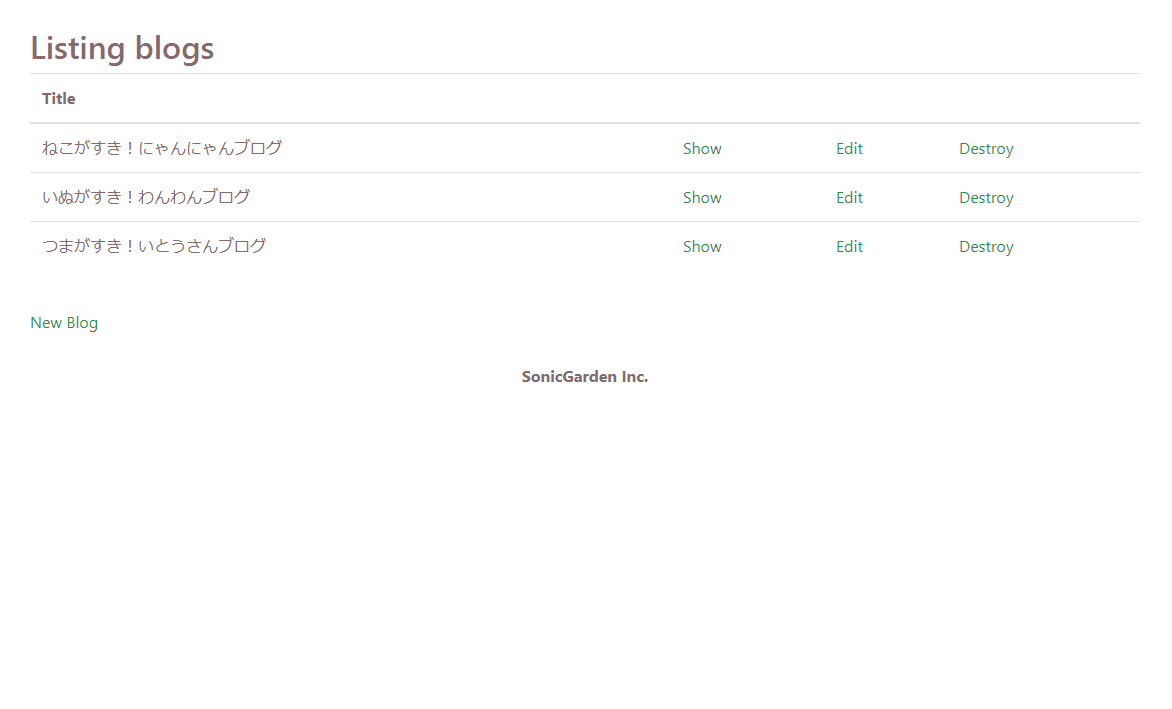 Listing blogs
Title
ねこがすき！にゃんにゃんブログ Show Edit Destroy
いぬがすき！わんわんブログ Show Edit Destroy
つまがすき！いとうさんブログ Show Edit Destroy
New Blog
SonicGarden Inc.